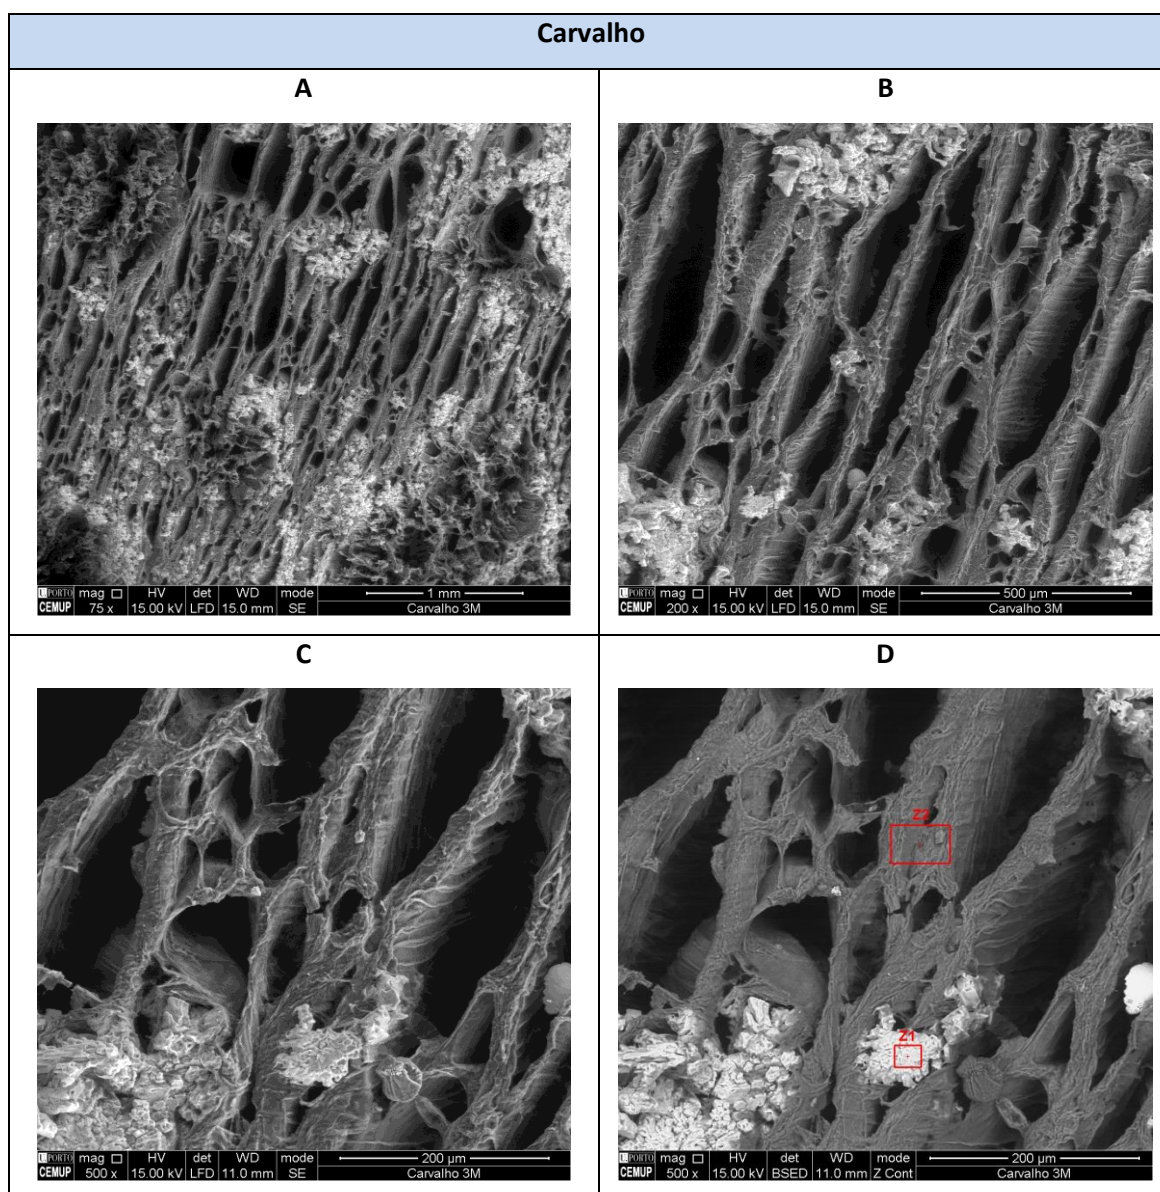 Carvalho
A
B
U.PORTO CEMUP mag 75 x HV 15.00 kV det LFD WD 15.0 mm mode SE 1 mm Carvalho 3M
U.PORTO CEMUP mag 200 x HV 15.00 kV det LFD WD 15.0 mm mode SE 500 µm Carvalho 3M
C
D
Z2
Z1
U.PORTO CEMUP mag 500 x HV 15.00 kV det LFD WD 11.0 mm mode SE 200 µm Carvalho 3M
U.PORTO CEMUP mag 500 x HV 15.00 kV det BSED WD 11.0 mm mode Z Cont 200 µm Carvalho 3M